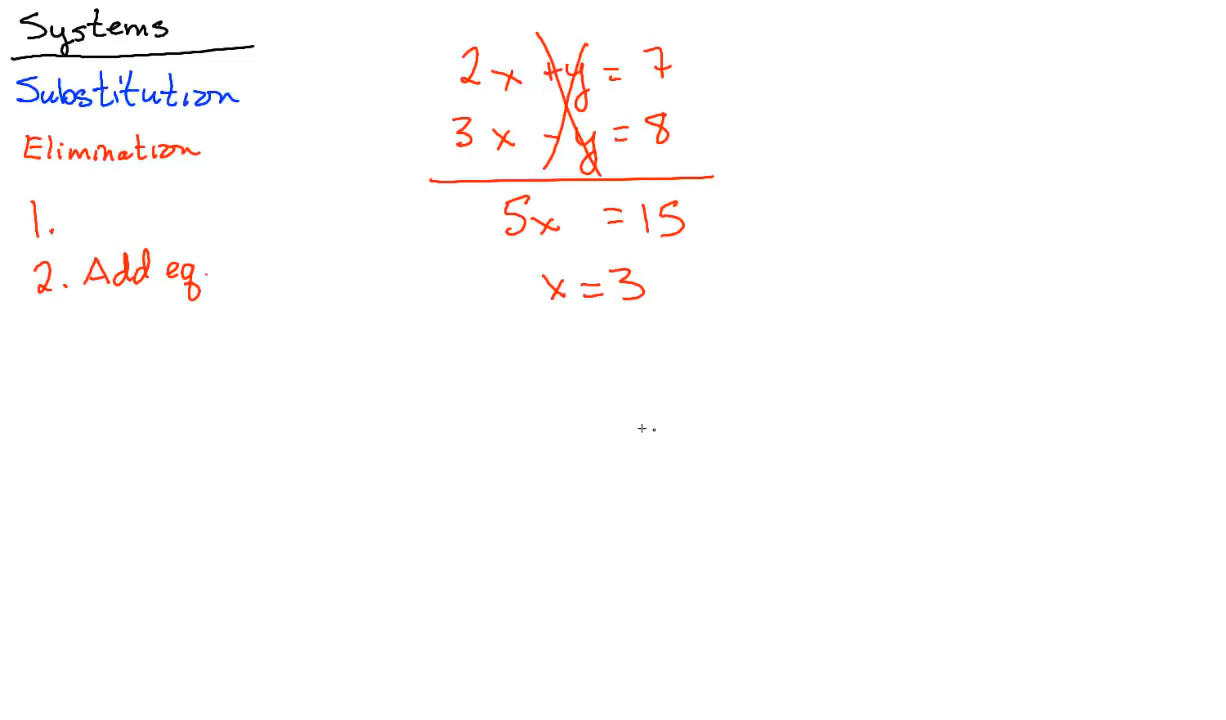 Systems
Substitution
Elimination
1.
2. Add eq.
2x + y = 7
3x - y = 8
5x = 15
x = 3